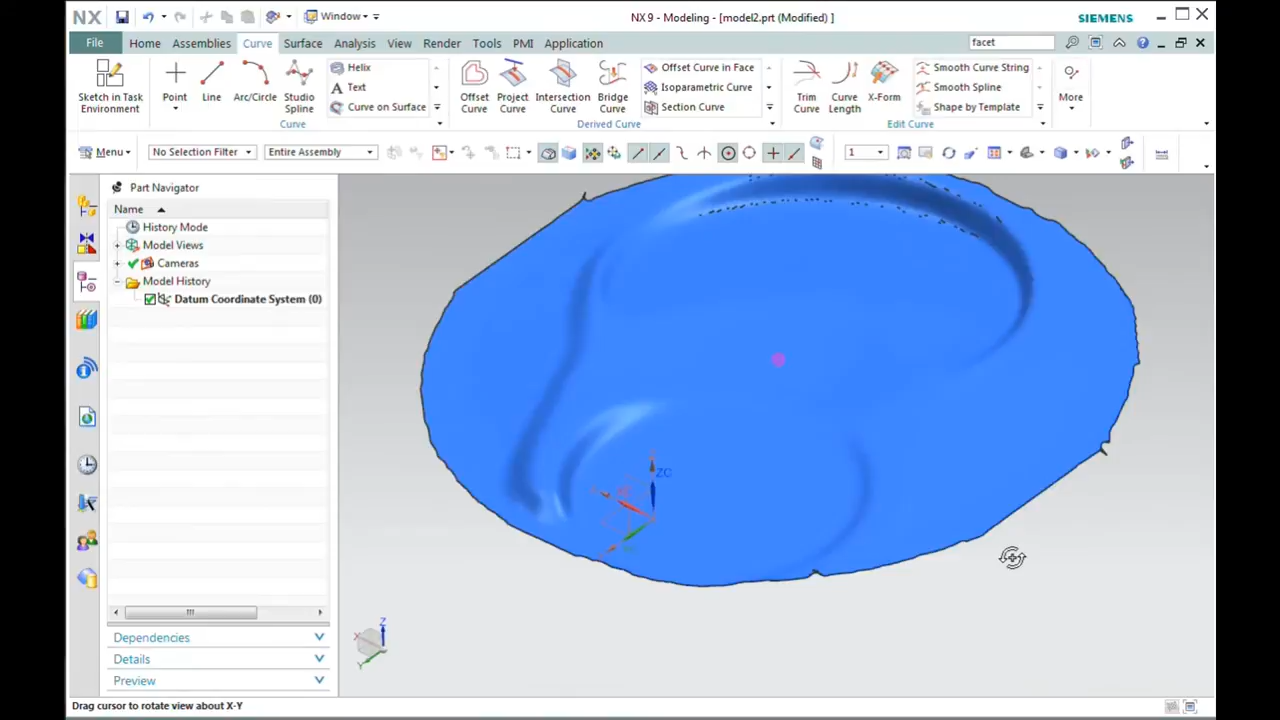 NX
Window
NX 9 - Modeling - [model2.prt (Modified) ]
SIEMENS
File
Home
Assemblies
Curve
Surface
Analysis
View
Render
Tools
PMI
Application
facet
Sketch in Task
Environment
Point
Line
Arc/Circle
Studio
Spline
Helix
Text
Curve on Surface
Curve
Offset
Curve
Project
Curve
Intersection
Curve
Bridge
Curve
Offset Curve in Face
Isoparametric Curve
Section Curve
Derived Curve
Trim
Curve
Curve
Length
X-Form
Smooth Curve String
Smooth Spline
Shape by Template
Edit Curve
More
Menu
No Selection Filter
Entire Assembly
1
Part Navigator
Name
History Mode
Model Views
Cameras
Model History
Datum Coordinate System (0)
ZC
Z
X
Y
Dependencies
Details
Preview
Drag cursor to rotate view about X-Y